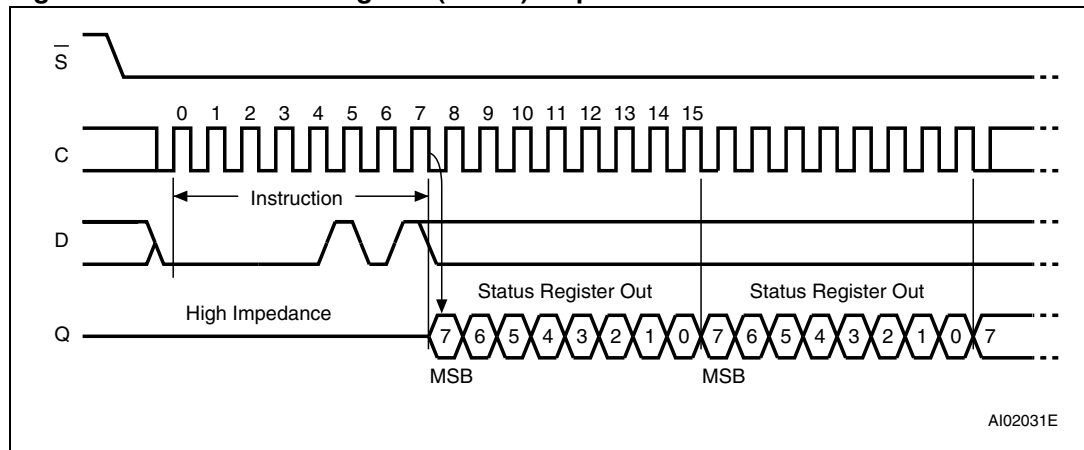 S
0 1 2 3 4 5 6 7 8 9 10 11 12 13 14 15
C
Instruction
D
Status Register Out Status Register Out
High Impedance
Q 7 6 5 4 3 2 1 0 7 6 5 4 3 2 1 0 7
MSB MSB
AI02031E